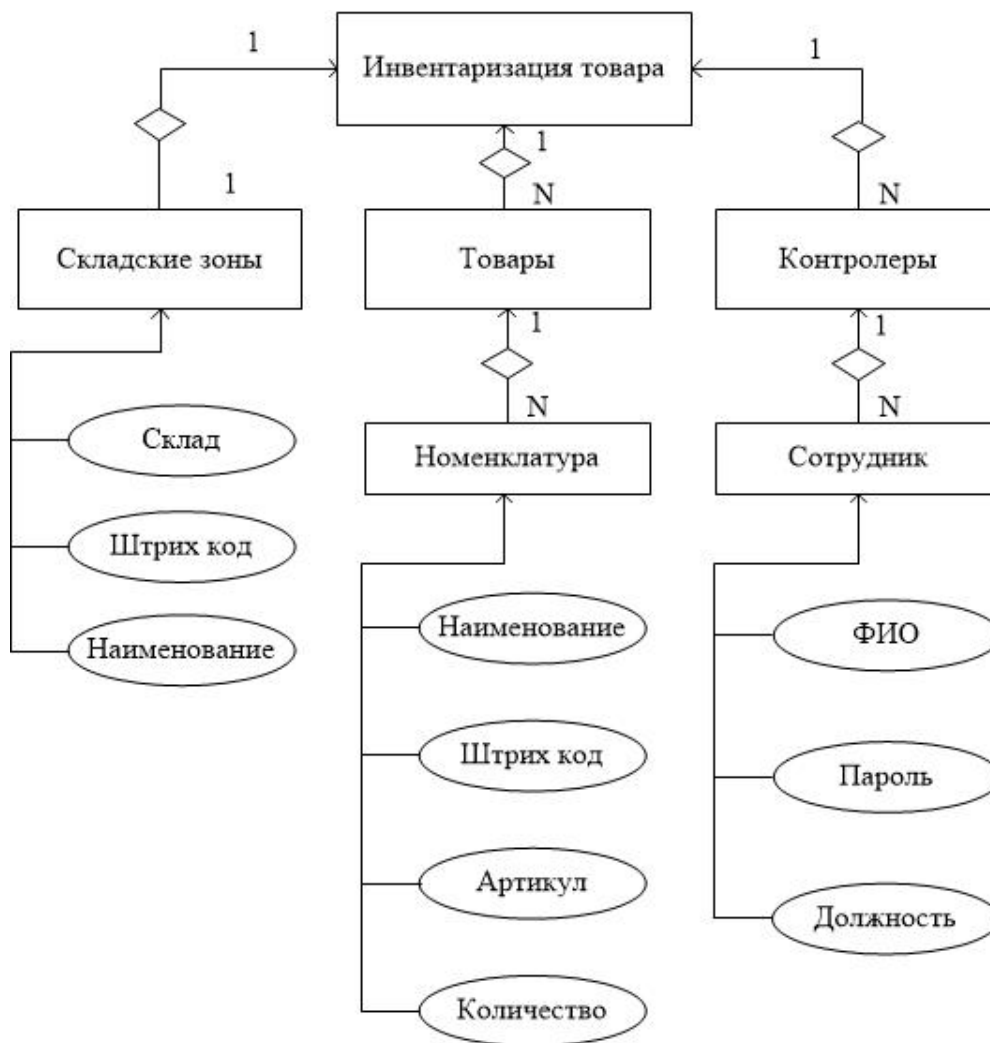 1
Инвентаризация товара
1
1
1
N
N
Складские зоны
Товары
Контролеры
1
1
N
N
Склад
Номенклатура
Сотрудник
Штрих код
Наименование
Наименование
ФИО
Штрих код
Пароль
Артикул
Должность
Количество